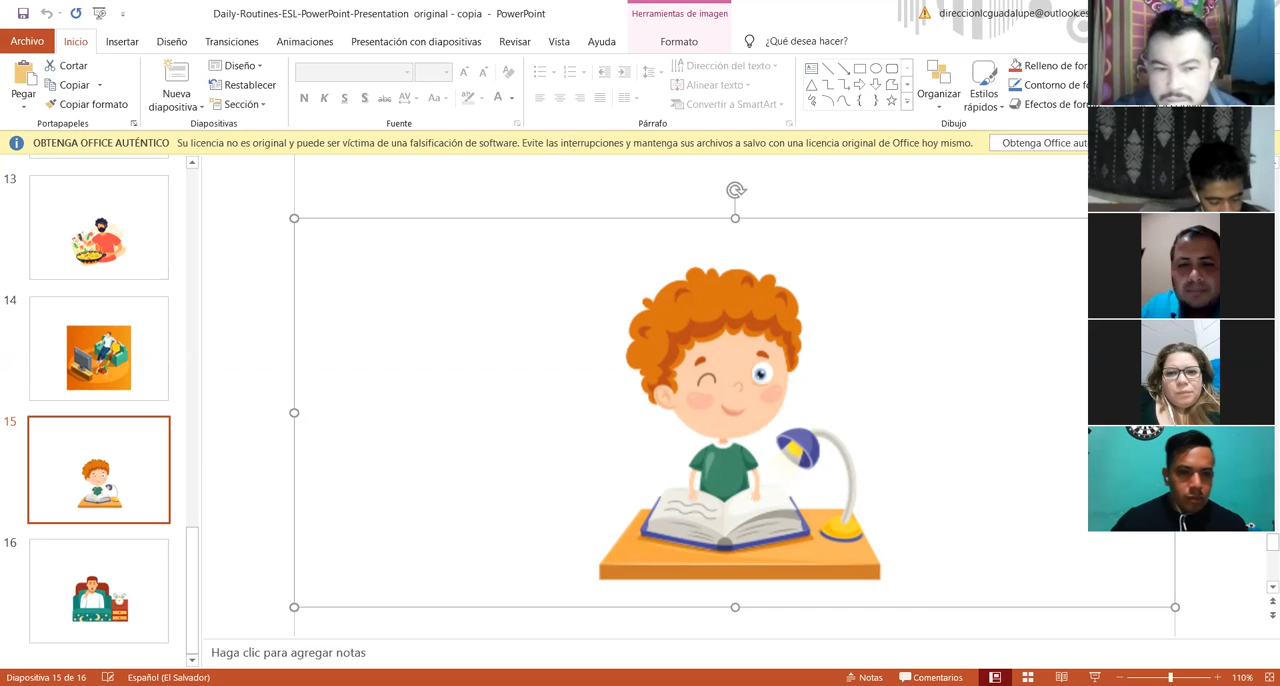 Daily-Routines-ESL-PowerPoint-Presentation original - copia - PowerPoint
Herramientas de imagen
direccionlcguadalupe@outlook.es
Archivo Inicio Insertar Diseño Transiciones Animaciones Presentación con diapositivas Revisar Vista Ayuda Formato ¿Qué desea hacer?
Pegar
Cortar
Copiar
Copiar formato
Portapapeles
Nueva diapositiva
Diseño
Restablecer
Sección
Diapositivas
N K S S abc AV Aa A
Fuente
Párrafo
Dirección del texto
Alinear texto
Convertir a SmartArt
Organizar
Estilos rápidos
Relleno de for
Contorno de
Efectos de for
Dibujo
OBTENGA OFFICE AUTÉNTICO Su licencia no es original y puede ser víctima de una falsificación de software. Evite las interrupciones y mantenga sus archivos a salvo con una licencia original de Office hoy mismo. Obtenga Office aut
13
14
15
16
Haga clic para agregar notas
Diapositiva 15 de 16 Español (El Salvador) Notas Comentarios 110%